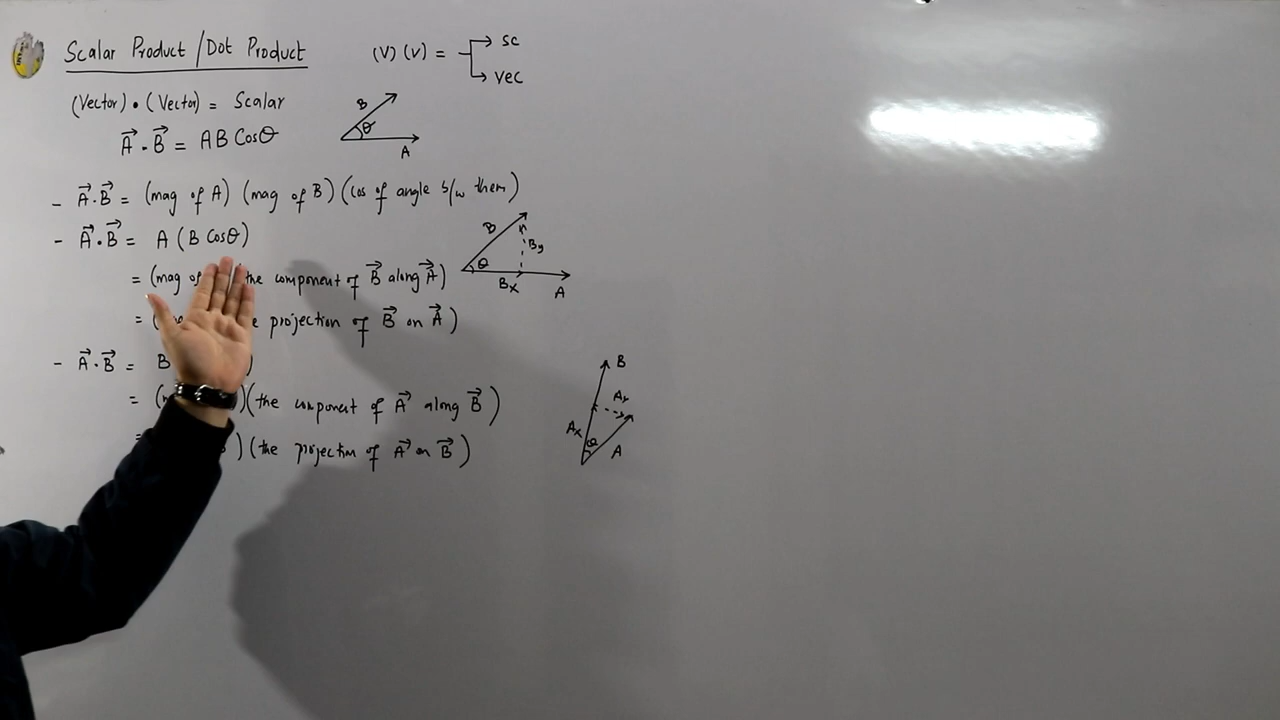 Scalar Product / Dot Product
(V) (V) = sc
vec
(Vector) • (Vector) = Scalar
A⃗ . B⃗ = AB Cosθ
B
θ
A
- A⃗.B⃗ = (mag of A) (mag of B) (cos of angle b/w them)
- A⃗.B⃗ = A (B Cosθ)
B
By
θ
Bx
A
= (mag of the component of B⃗ along A⃗)
= ( projection of B⃗ on A⃗)
- A⃗.B⃗ = B )
B
Ax
Ax
θ
A
= ( )(the component of A⃗ along B⃗)
= )(the projection of A⃗ on B⃗)